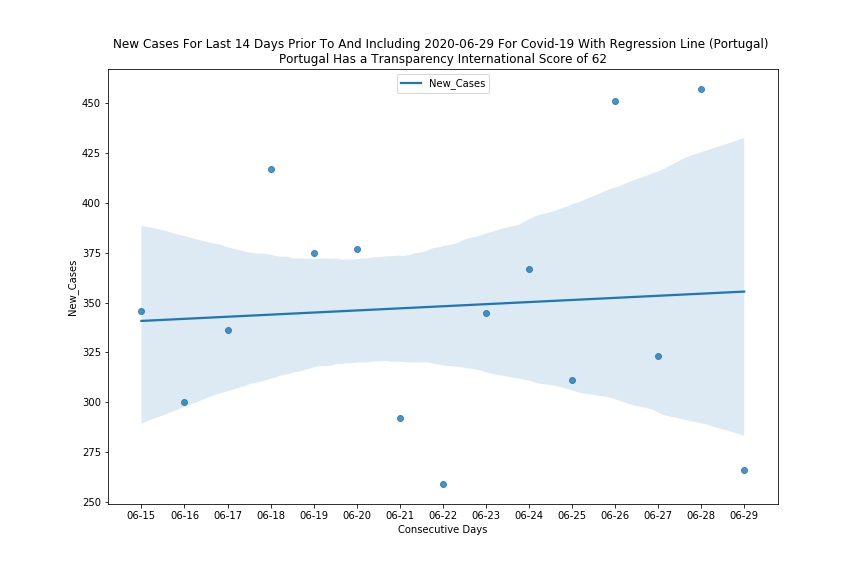 New Cases For Last 14 Days Prior To And Including 2020-06-29 For Covid-19 With Regression Line (Portugal)
Portugal Has a Transparency International Score of 62
New_Cases
450
425
400
375
350
325
300
275
250
New_Cases
06-15 06-16 06-17 06-18 06-19 06-20 06-21 06-22 06-23 06-24 06-25 06-26 06-27 06-28 06-29
Consecutive Days